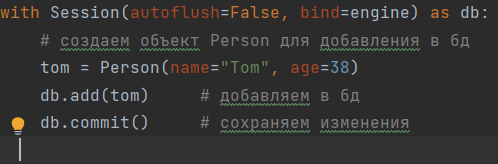 with Session(autoflush=False, bind=engine) as db:
    # создаем объект Person для добавления в бд
    tom = Person(name="Tom", age=38)
    db.add(tom)     # добавляем в бд
    db.commit()     # сохраняем изменения